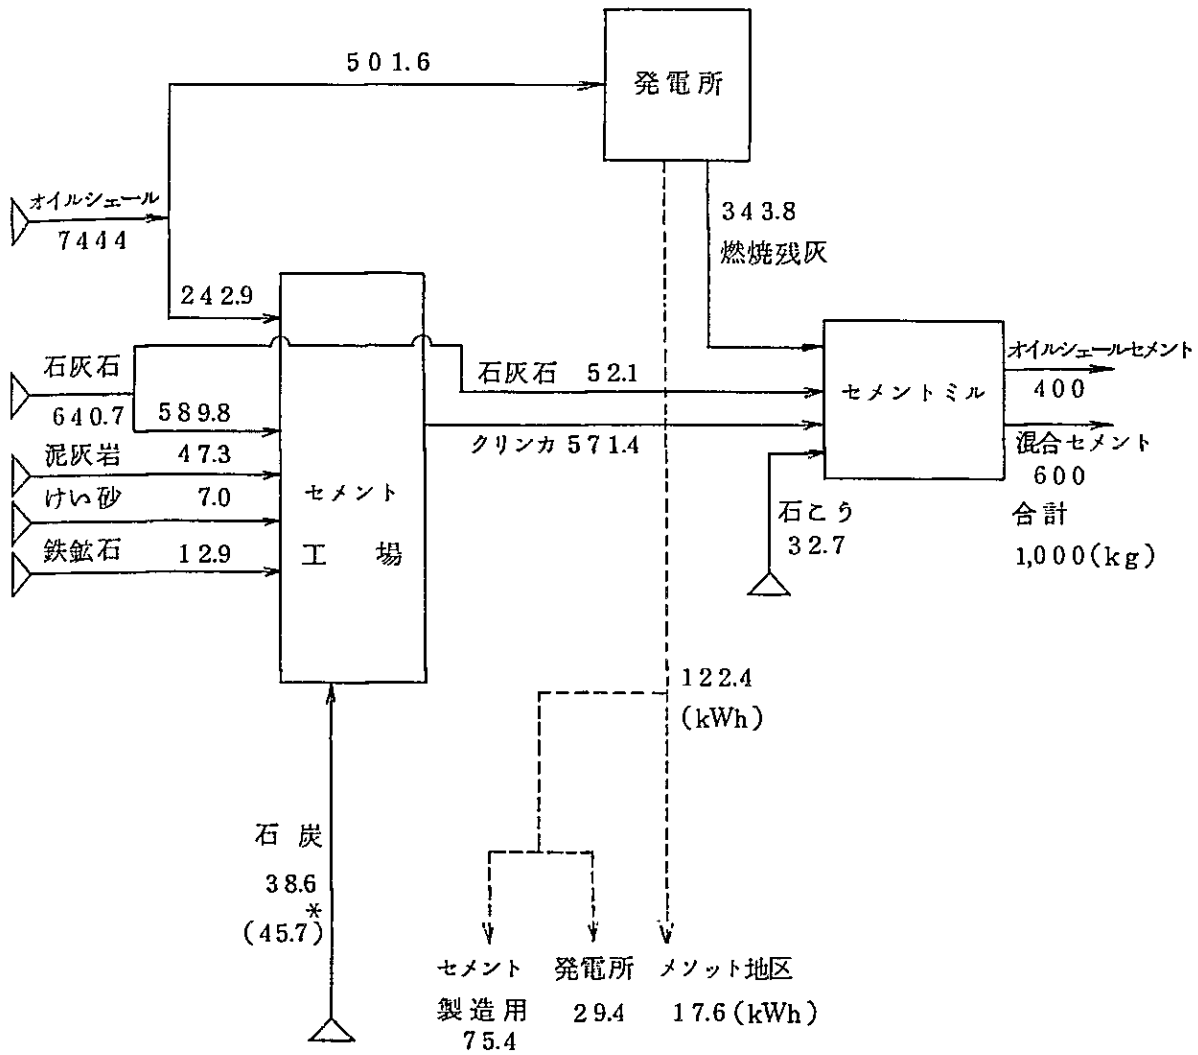 501.6
発電所
オイルシェール
7444
343.8
燃焼残灰
242.9
石灰石
640.7
589.8
石灰石 52.1
セメントミル
オイルシェールセメント
400
クリンカ 571.4
混合セメント
600
合計
1,000(kg)
泥灰岩 47.3
けい砂 7.0
鉄鉱石 12.9
セメント
工場
石こう
32.7
122.4
(kWh)
石炭
38.6
*
(45.7)
セメント
製造用
75.4
発電所
29.4
メソット地区
17.6(kWh)